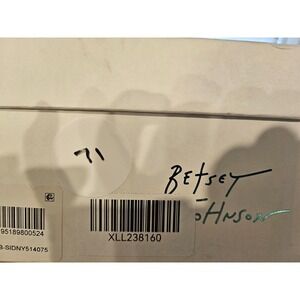 71
BEtSEY
JOHNSON
95189800524
XLL238160
B-SIDNY514075